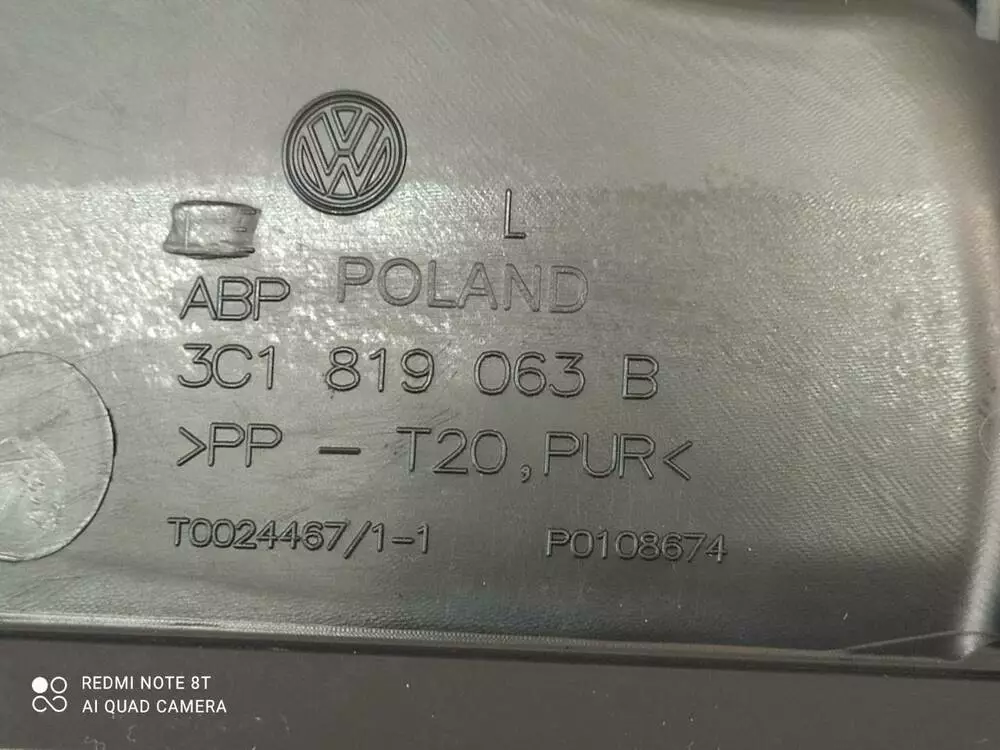 L
POLAND
ABP
3C1 819 063 B
>PP - T20, PUR<
T0024467/1-1 P0108674
REDMI NOTE 8T
AI QUAD CAMERA